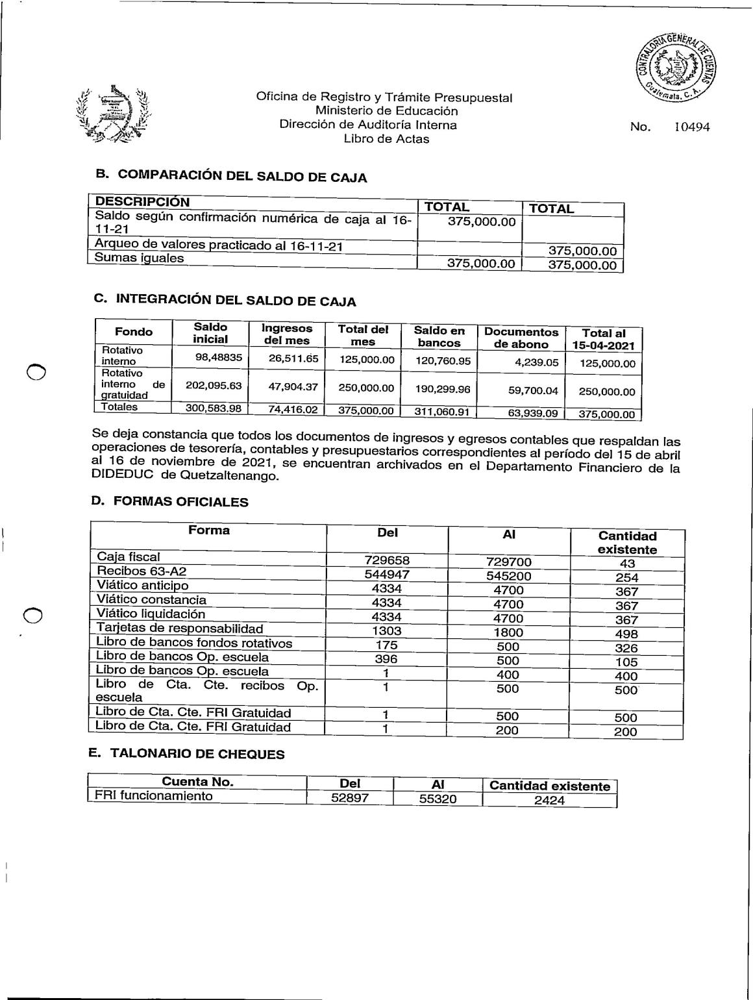 CONTRALORIA GENERAL DE CUENTAS
Guatemala, C. A.
Oficina de Registro y Trámite Presupuestal
Ministerio de Educación
Dirección de Auditoría Interna
Libro de Actas
No. 10494
B. COMPARACIÓN DEL SALDO DE CAJA
DESCRIPCIÓN TOTAL TOTAL
Saldo según confirmación numérica de caja al 16- 375,000.00
11-21
Arqueo de valores practicado al 16-11-21 375,000.00
Sumas iguales 375,000.00 375,000.00
C. INTEGRACIÓN DEL SALDO DE CAJA
Fondo Saldo inicial Ingresos del mes Total del mes Saldo en bancos Documentos de abono Total al 15-04-2021
Rotativo interno 98,48835 26,511.65 125,000.00 120,760.95 4,239.05 125,000.00
Rotativo interno de gratuidad 202,095.63 47,904.37 250,000.00 190,299.96 59,700.04 250,000.00
Totales 300,583.98 74,416.02 375,000.00 311,060.91 63,939.09 375,000.00
Se deja constancia que todos los documentos de ingresos y egresos contables que respaldan las
operaciones de tesorería, contables y presupuestarios correspondientes al período del 15 de abril
al 16 de noviembre de 2021, se encuentran archivados en el Departamento Financiero de la
DIDEDUC de Quetzaltenango.
D. FORMAS OFICIALES
Forma Del Al Cantidad existente
Caja fiscal 729658 729700 43
Recibos 63-A2 544947 545200 254
Viático anticipo 4334 4700 367
Viático constancia 4334 4700 367
Viático liquidación 4334 4700 367
Tarjetas de responsabilidad 1303 1800 498
Libro de bancos fondos rotativos 175 500 326
Libro de bancos Op. escuela 396 500 105
Libro de bancos Op. escuela 1 400 400
Libro de Cta. Cte. recibos Op. 1 500 500
escuela
Libro de Cta. Cte. FRI Gratuidad 1 500 500
Libro de Cta. Cte. FRI Gratuidad 1 200 200
E. TALONARIO DE CHEQUES
Cuenta No. Del Al Cantidad existente
FRI funcionamiento 52897 55320 2424